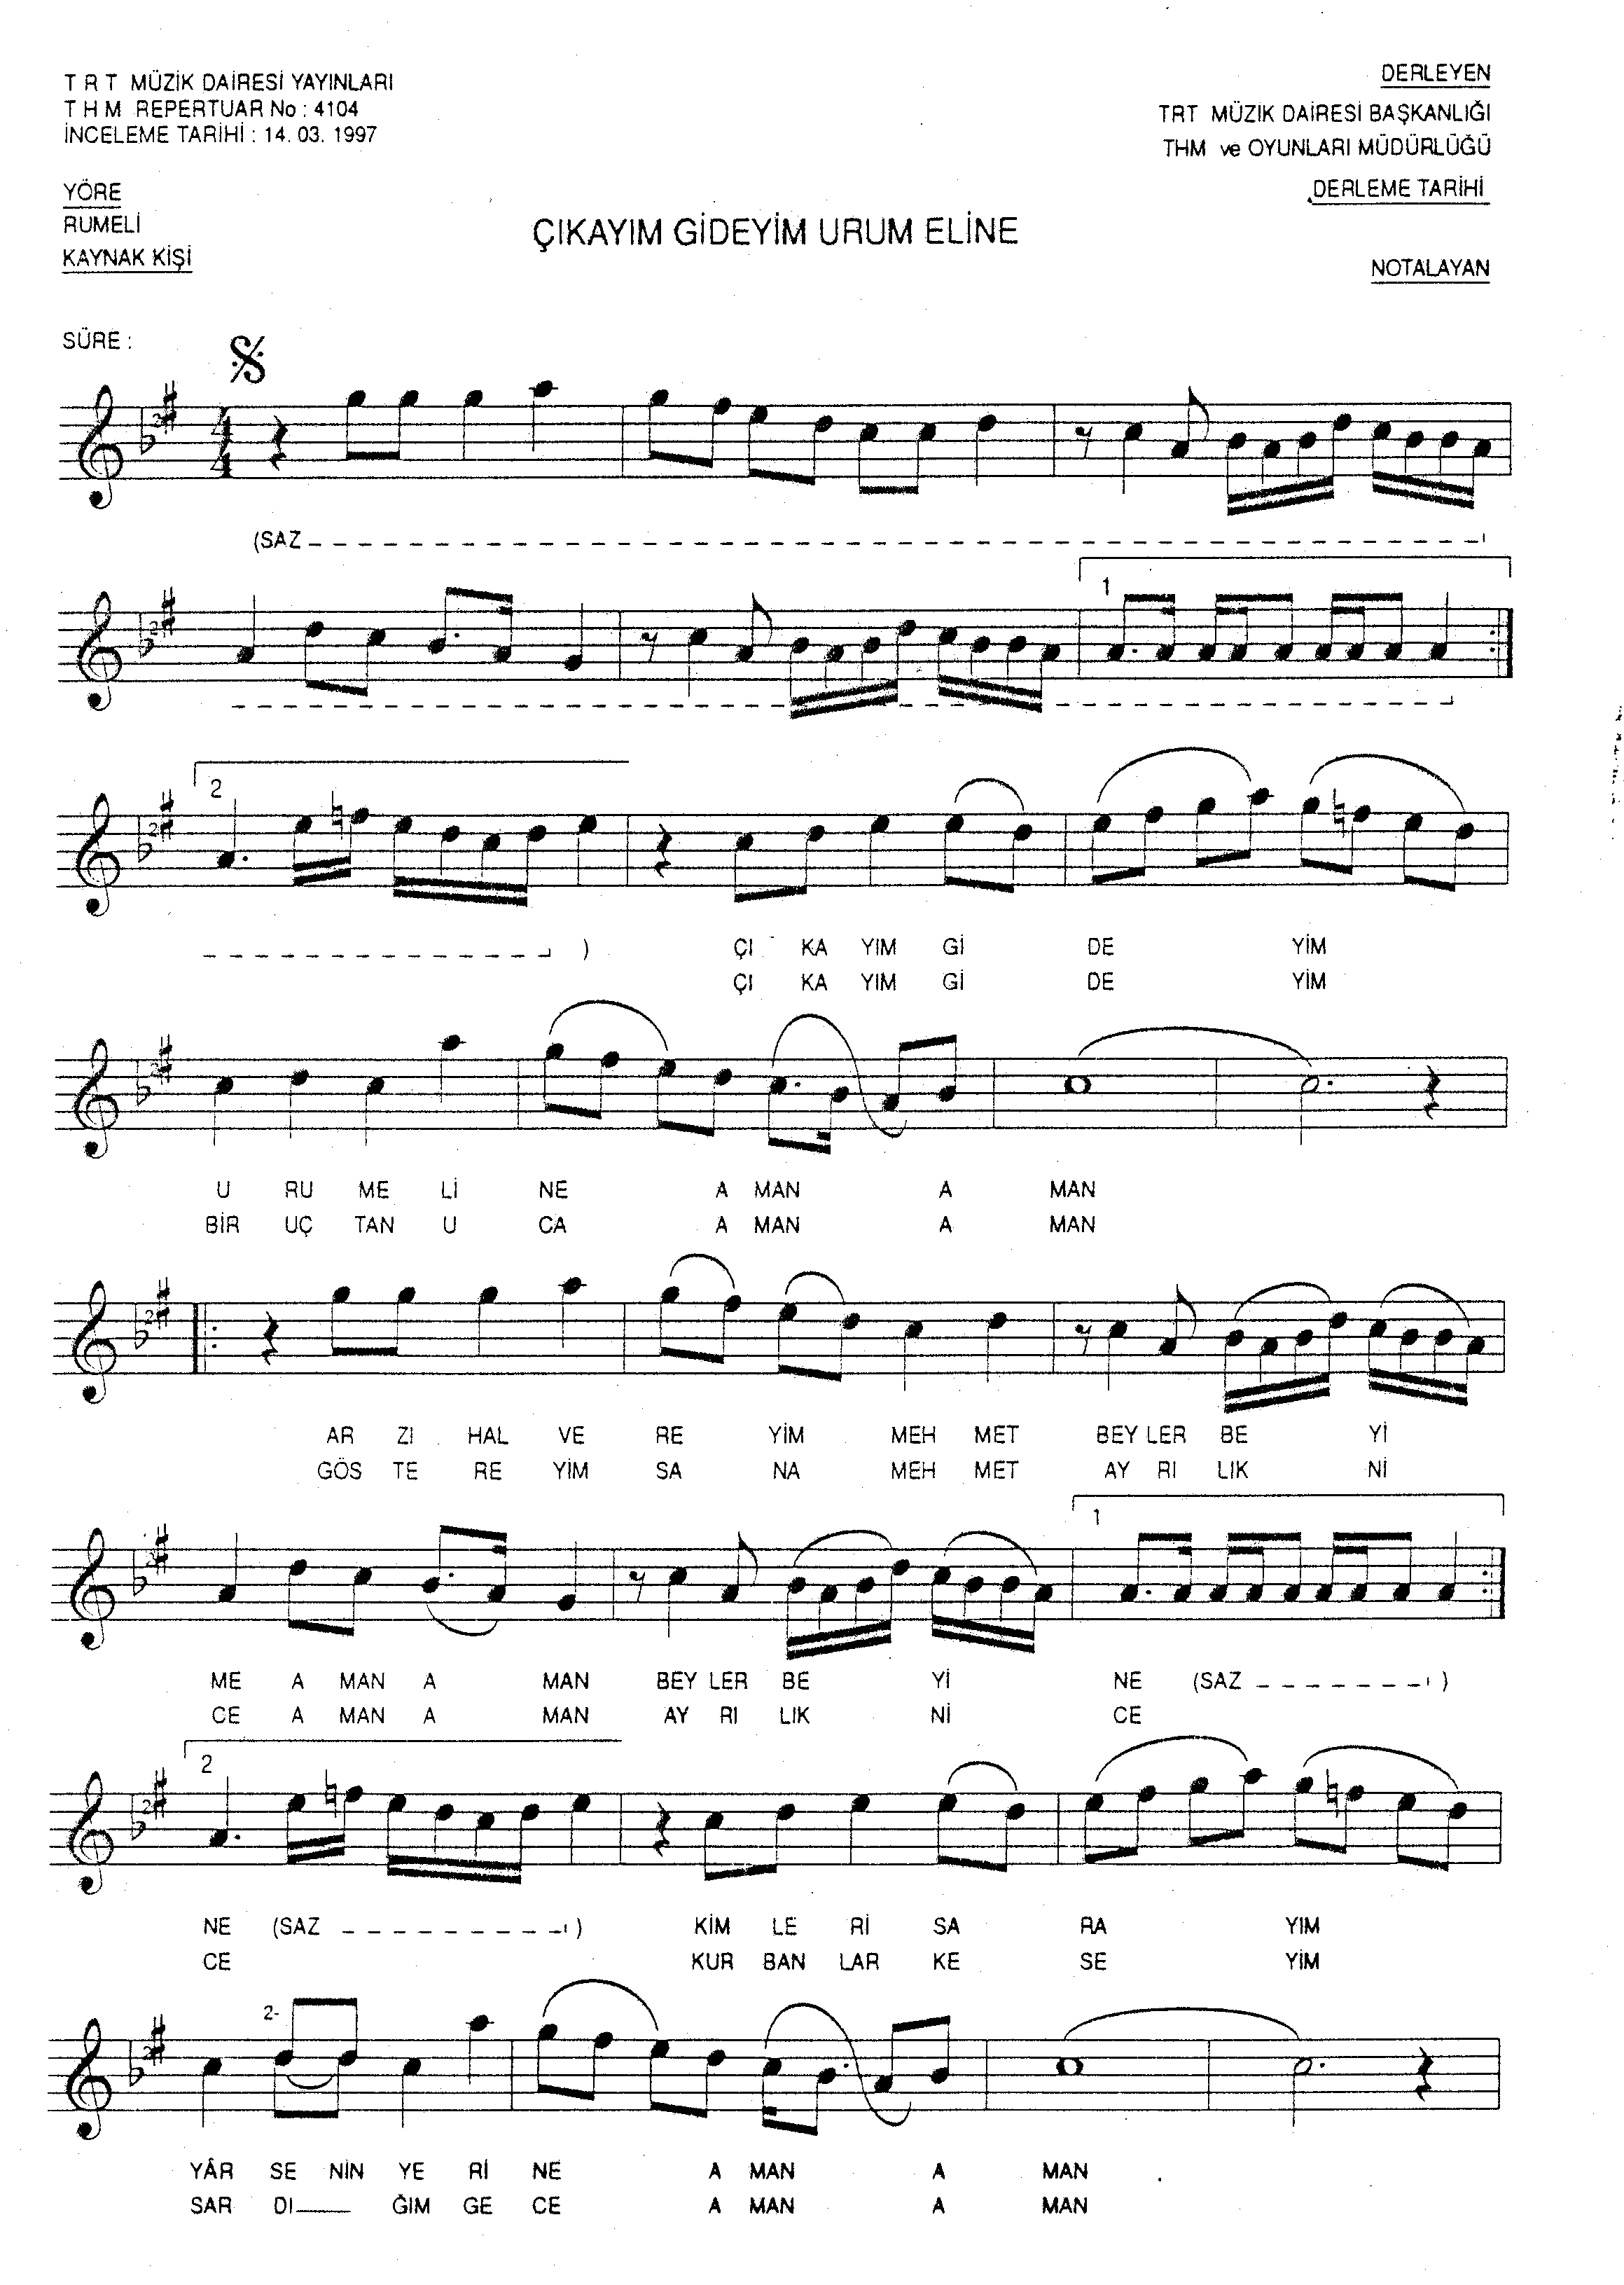 T R T MÜZİK DAİRESİ YAYINLARI
T H M REPERTUAR No : 4104
İNCELEME TARİHİ : 14. 03. 1997
DERLEYEN
TRT MÜZİK DAİRESİ BAŞKANLIĞI
THM ve OYUNLARI MÜDÜRLÜĞÜ
YÖRE
RUMELİ
KAYNAK KİŞİ
DERLEME TARİHİ
ÇIKAYIM GİDEYİM URUM ELİNE
NOTALAYAN
SÜRE :
(SAZ
1
2
) ÇI KA YIM Gİ DE YİM
ÇI KA YIM Gİ DE YİM
U RU ME Lİ NE A MAN A MAN
BİR UÇ TAN U CA A MAN A MAN
AR ZI HAL VE RE YİM MEH MET BEY LER BE Yİ
GÖS TE RE YİM SA NA MEH MET AY RI LIK Nİ
1
ME A MAN A MAN BEY LER BE Yİ NE (SAZ )
CE A MAN A MAN AY RI LIK Nİ CE
2
NE (SAZ ) KİM LE Rİ SA RA YIM
CE KUR BAN LAR KE SE YİM
2-
YÂR SE NİN YE Rİ NE A MAN A MAN
SAR DI ĞIM GE CE A MAN A MAN